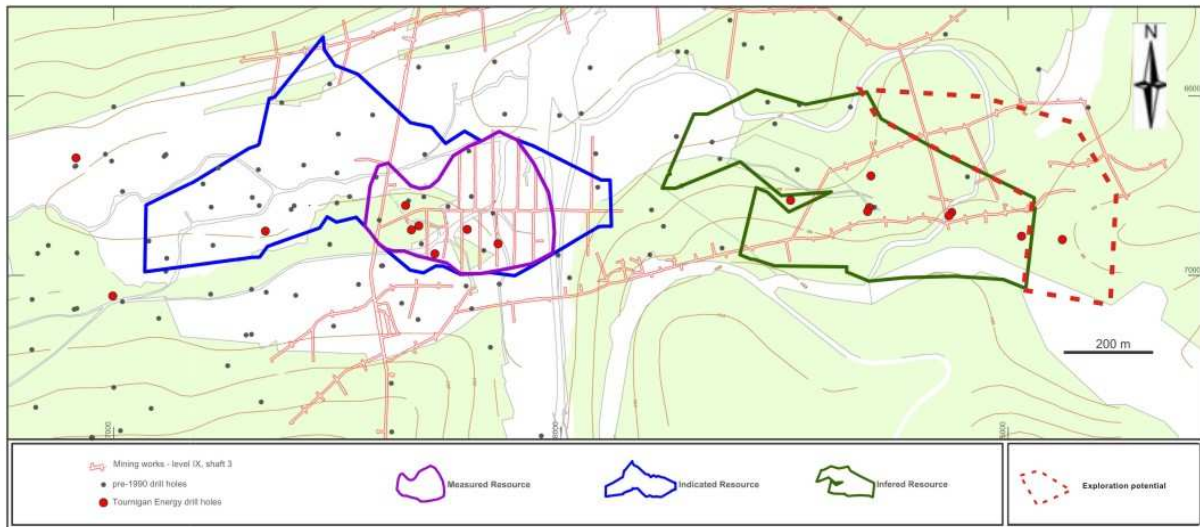 N
200 m
Mining works - level IX, shaft 3
pre-1990 drill holes
Tournigan Energy drill holes
Measured Resource
Indicated Resource
Infered Resource
Exploration potential